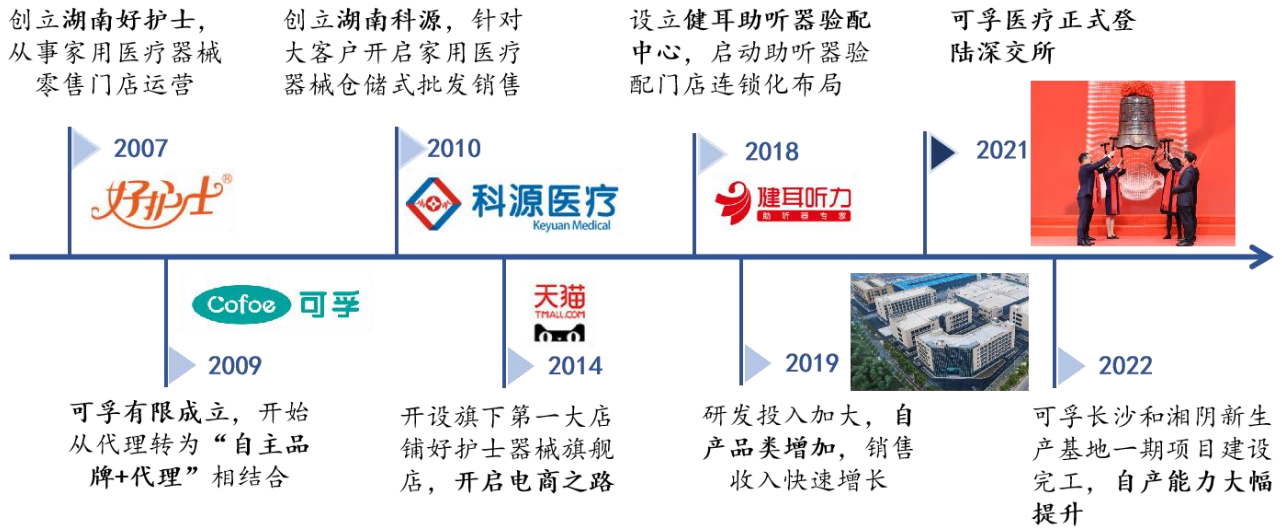 创立湖南好护士，
从事家用医疗器械
零售门店运营
2007
好护士®
创立湖南科源，针对
大客户开启家用医疗
器械仓储式批发销售
2010
科源医疗
Keyuan Medical
设立健耳助听器验配
中心，启动助听器验
配门店连锁化布局
2018
健耳听力
助听器专家
可孚医疗正式登
陆深交所
2021
Cofoe 可孚
2009
可孚有限成立，开始
从代理转为“自主品
牌+代理”相结合
天猫
TMALL.COM
2014
开设旗下第一大店
铺好护士器械旗舰
店，开启电商之路
2019
研发投入加大，自
产品类增加，销售
收入快速增长
2022
可孚长沙和湘阴新生
产基地一期项目建设
完工，自产能力大幅
提升